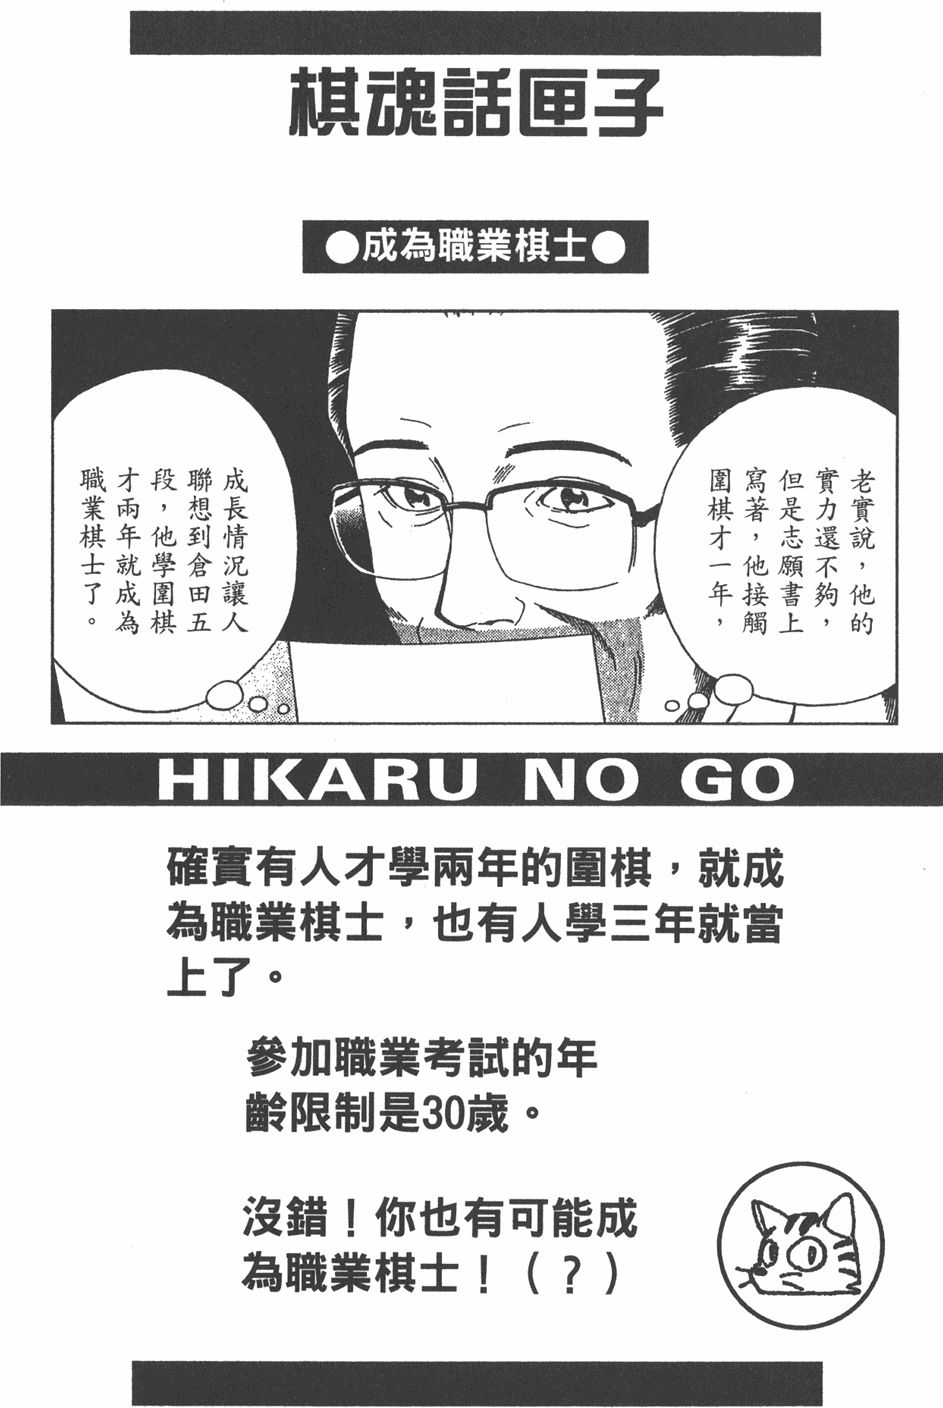 棋魂話匣子
●成為職業棋士●
老實說，他的
實力還不夠，
但是志願書上
寫著，他接觸
圍棋才一年，
成長情況讓人
聯想到倉田五
段，他學圍棋
才兩年就成為
職業棋士了。
HIKARU NO GO
確實有人才學兩年的圍棋，就成
為職業棋士，也有人學三年就當
上了。
參加職業考試的年
齡限制是30歲。
沒錯！你也有可能成
為職業棋士！（？）